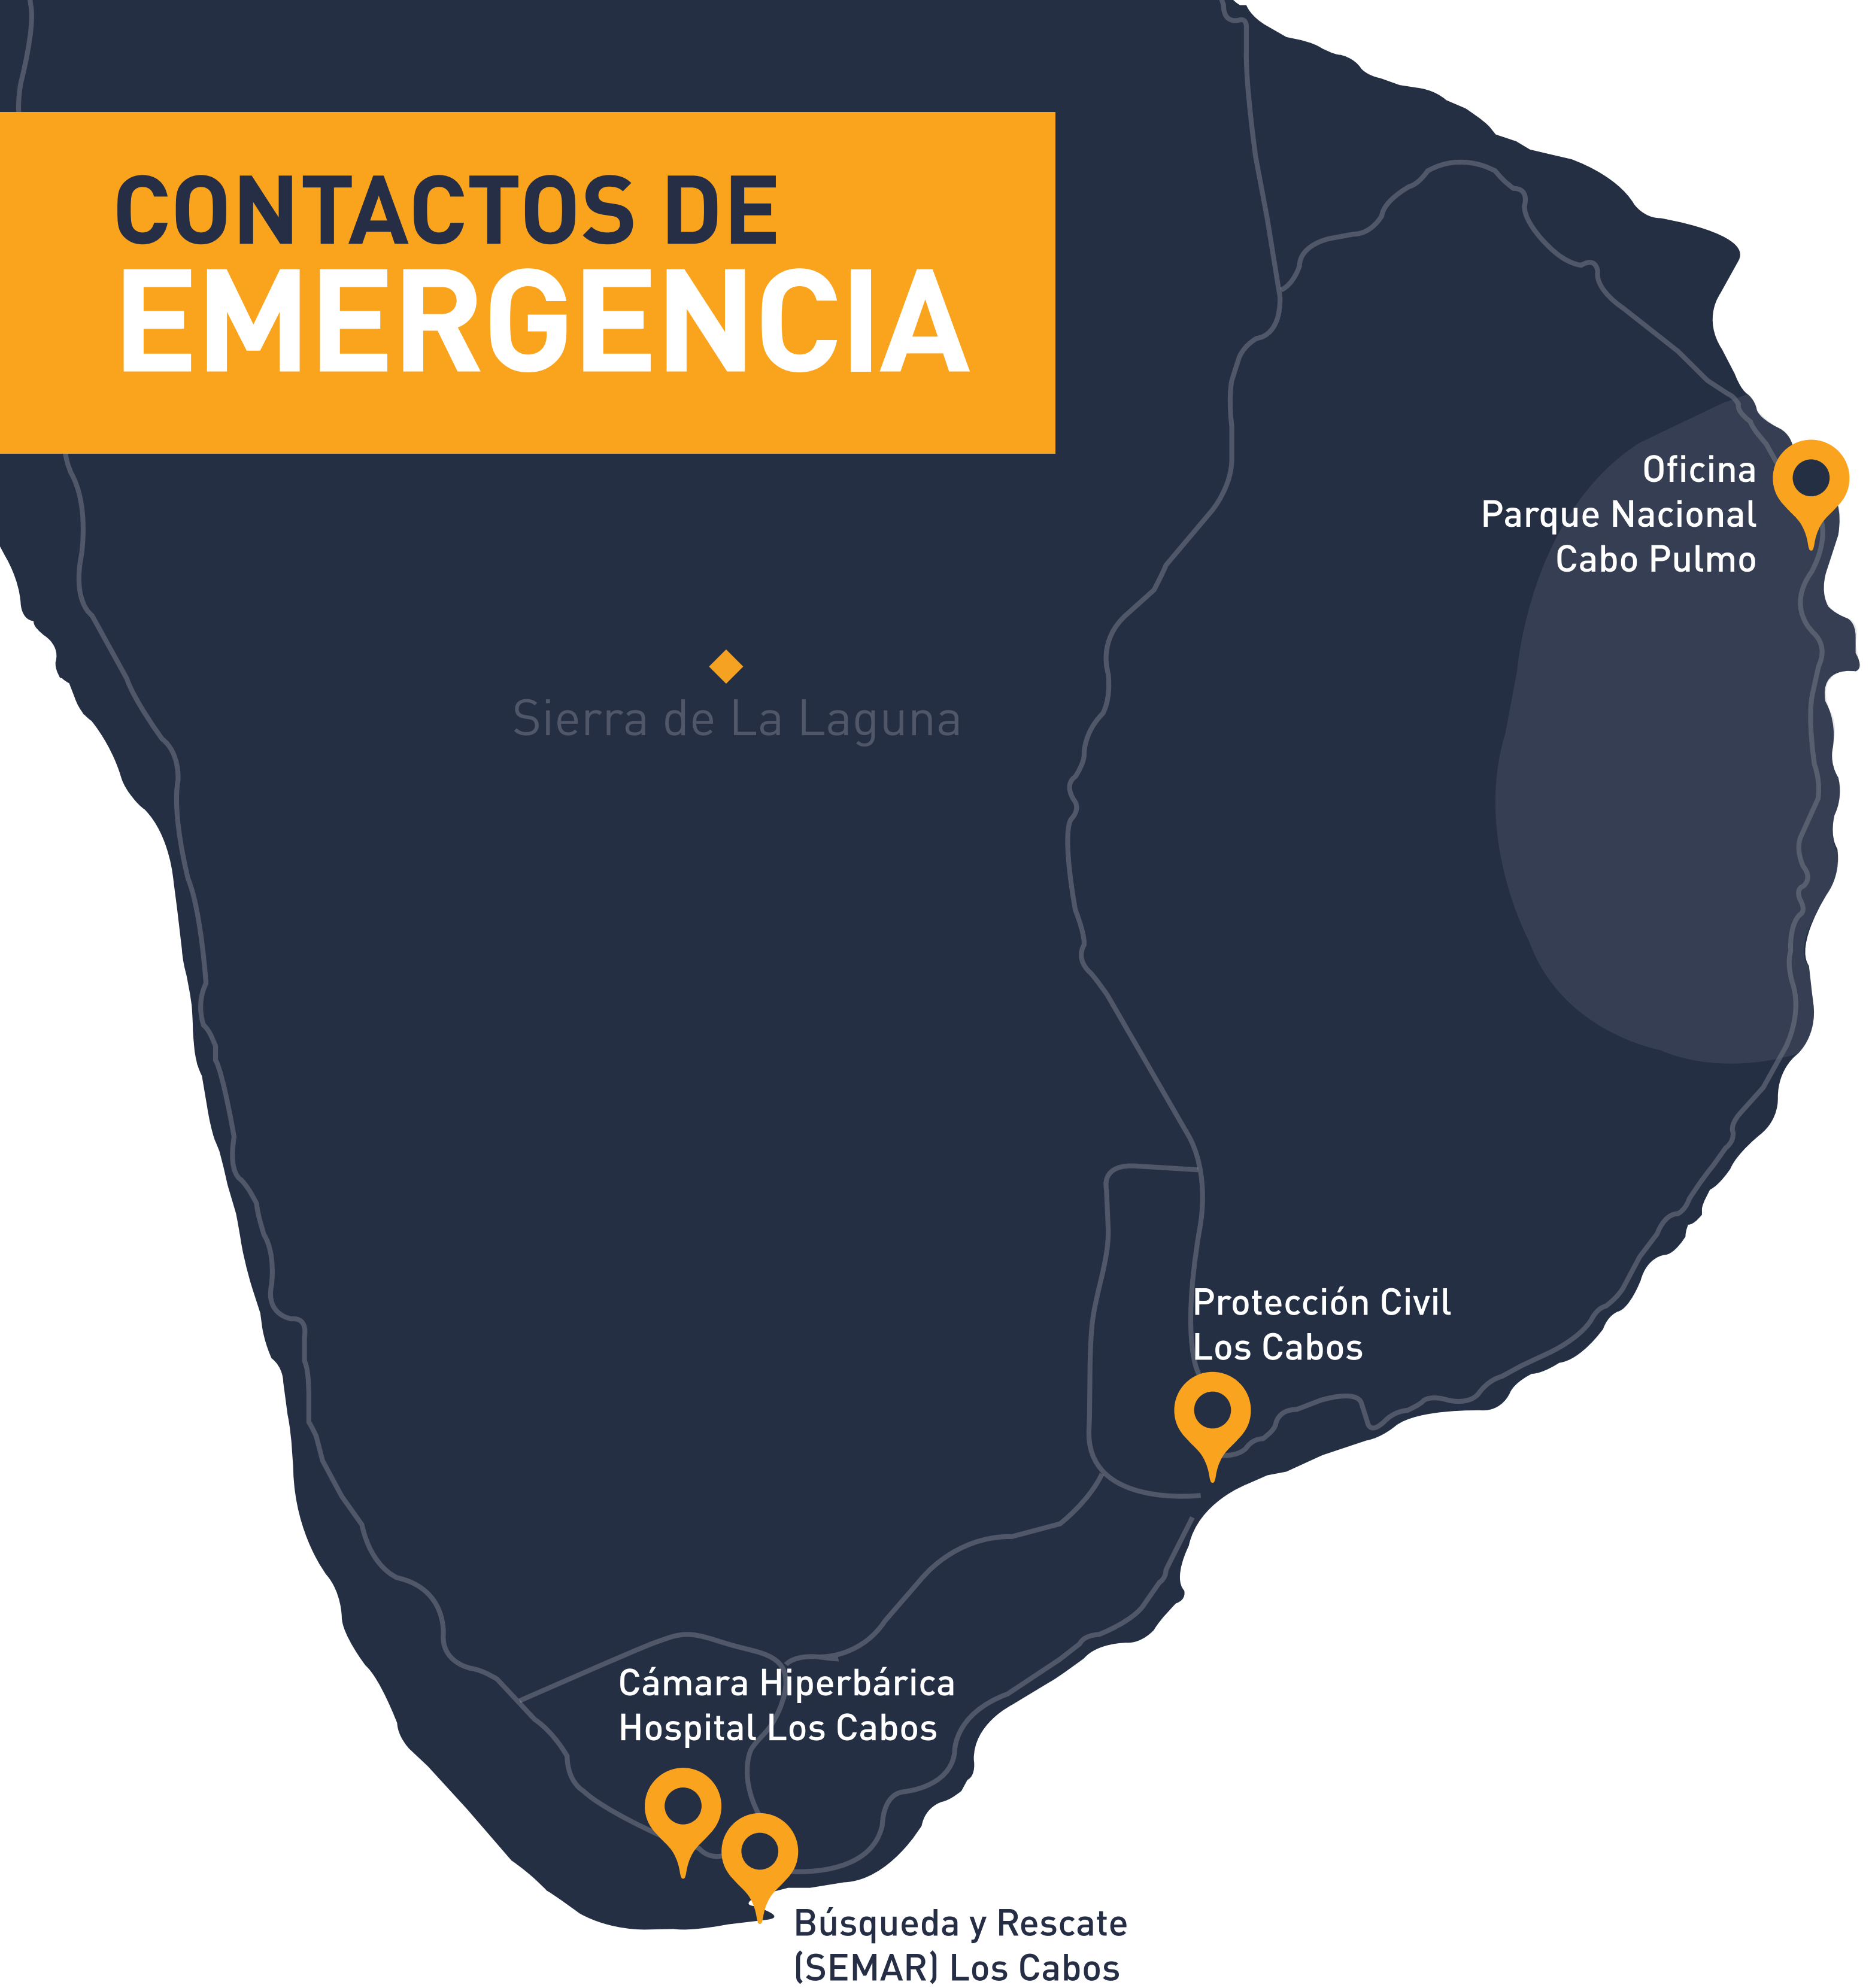 CONTACTOS DE
EMERGENCIA
Oficina
Parque Nacional
Cabo Pulmo
Sierra de La Laguna
Protección Civil
Los Cabos
Cámara Hiperbárica
Hospital Los Cabos
Búsqueda y Rescate
(SEMAR) Los Cabos